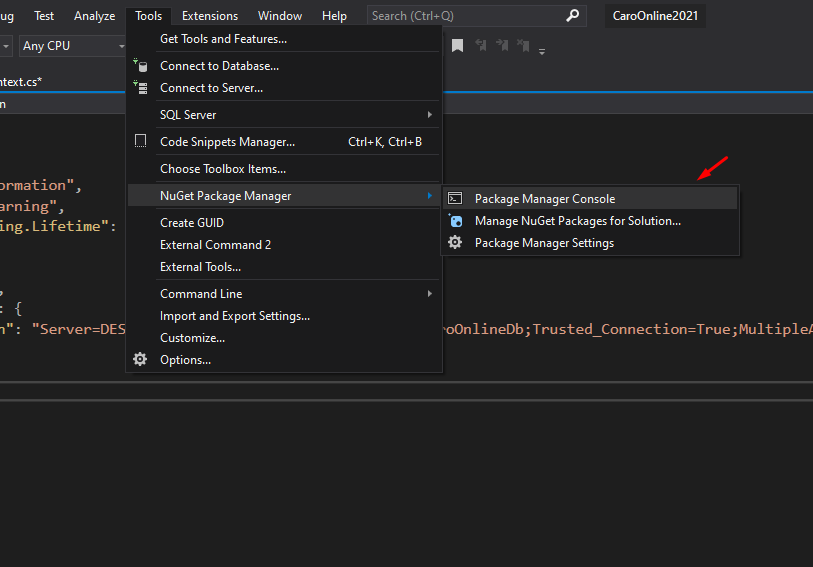 ug Test Analyze Tools Extensions Window Help Search (Ctrl+Q) CaroOnline2021
Any CPU
Get Tools and Features...
ntext.cs*
Connect to Database...
Connect to Server...
n
SQL Server
Code Snippets Manager... Ctrl+K, Ctrl+B
Choose Toolbox Items...
ormation",
NuGet Package Manager
Package Manager Console
arning",
Manage NuGet Packages for Solution...
ing.Lifetime":
Create GUID
Package Manager Settings
External Command 2
External Tools...
,
Command Line
: {
Import and Export Settings...
n": "Server=DES roOnlineDb;Trusted_Connection=True;MultipleA
Customize...
Options...